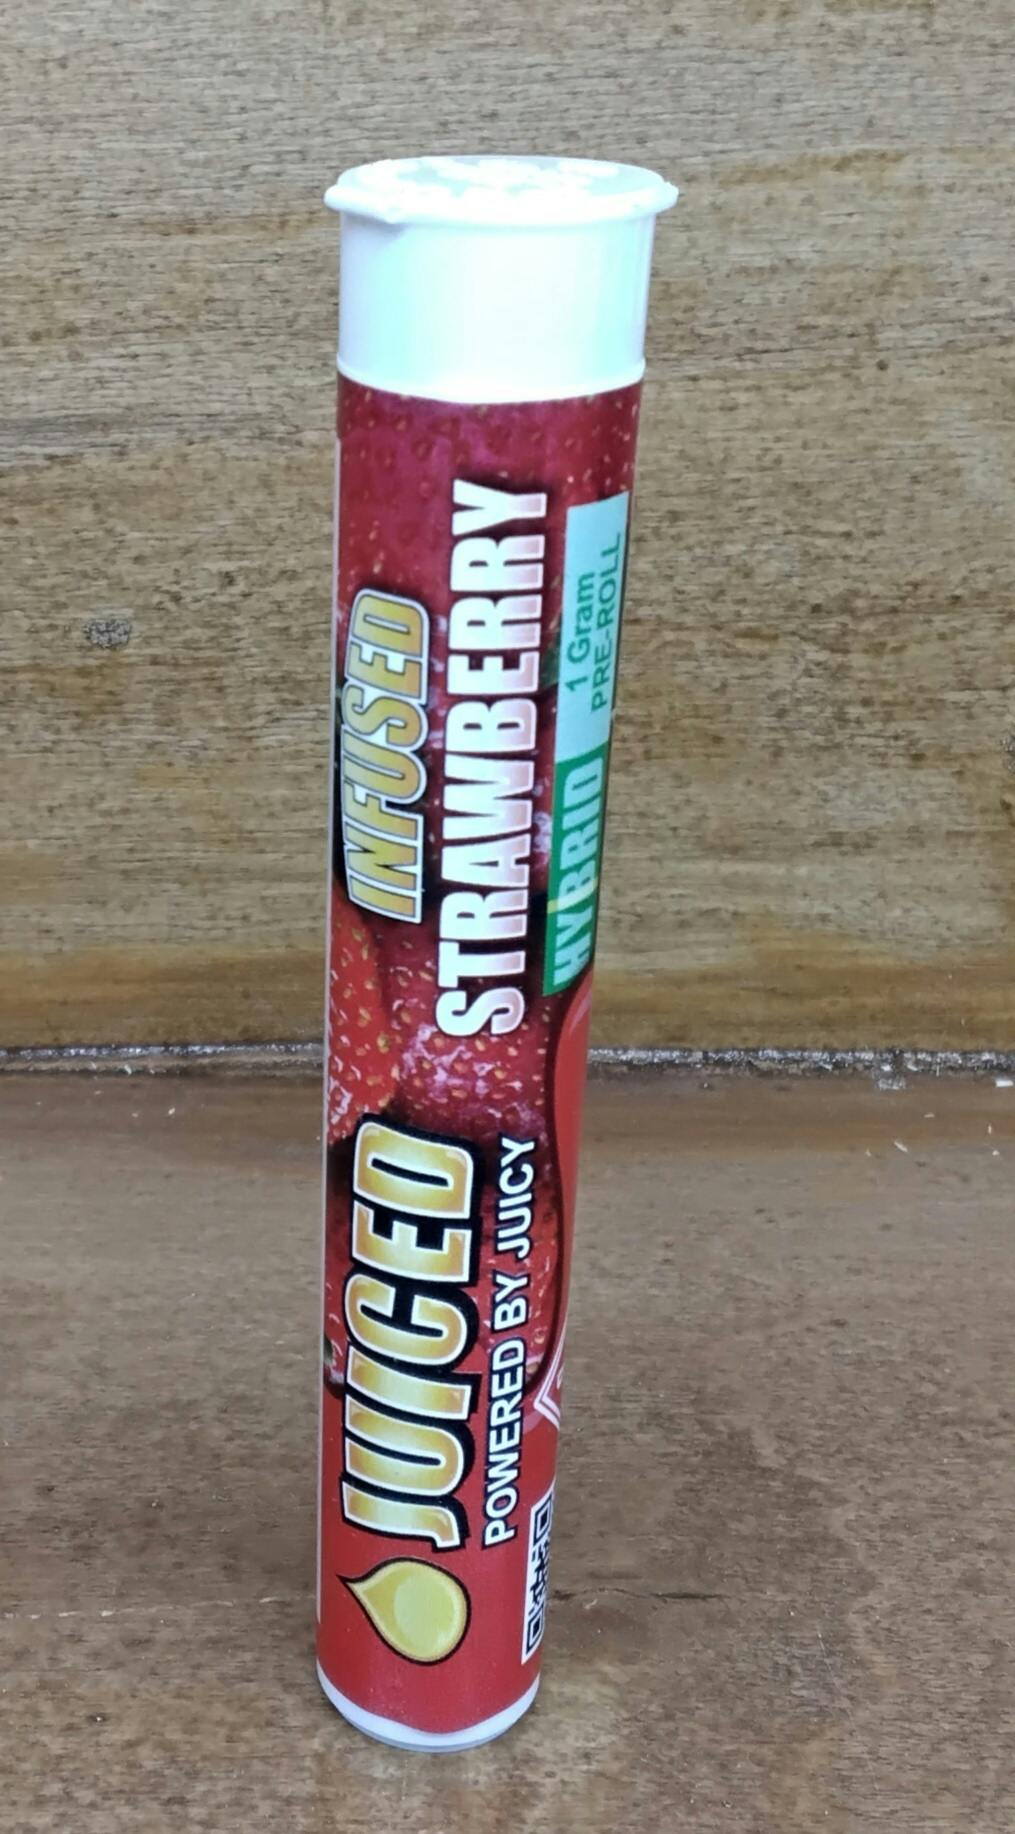 JUICED
POWERED BY JUICY
INFUSED
STRAWBERRY
HYBRID
1 Gram
PRE-ROLL